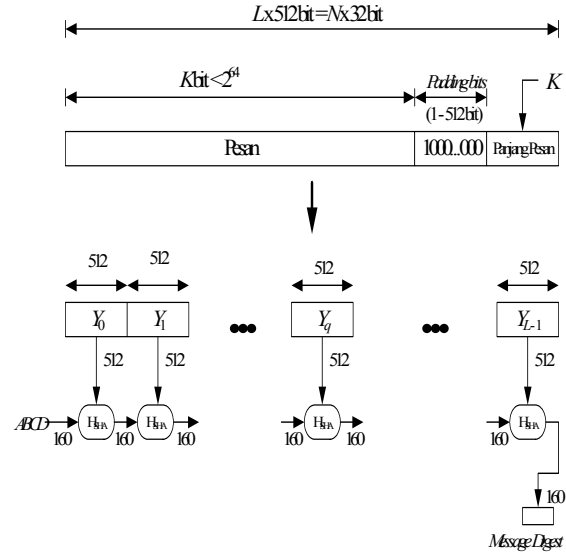 L x 512 bit = N x 32 bit
K bit < 2^64
Padding bits
(1 - 512 bit)
K
Pesan
1000...000
Panjang Pesan
512
512
512
512
Y0
Y1
Yq
YL-1
512
512
512
512
ABCD
HSHA
HSHA
HSHA
HSHA
160
160
160
160
160
160
160
Message Digest